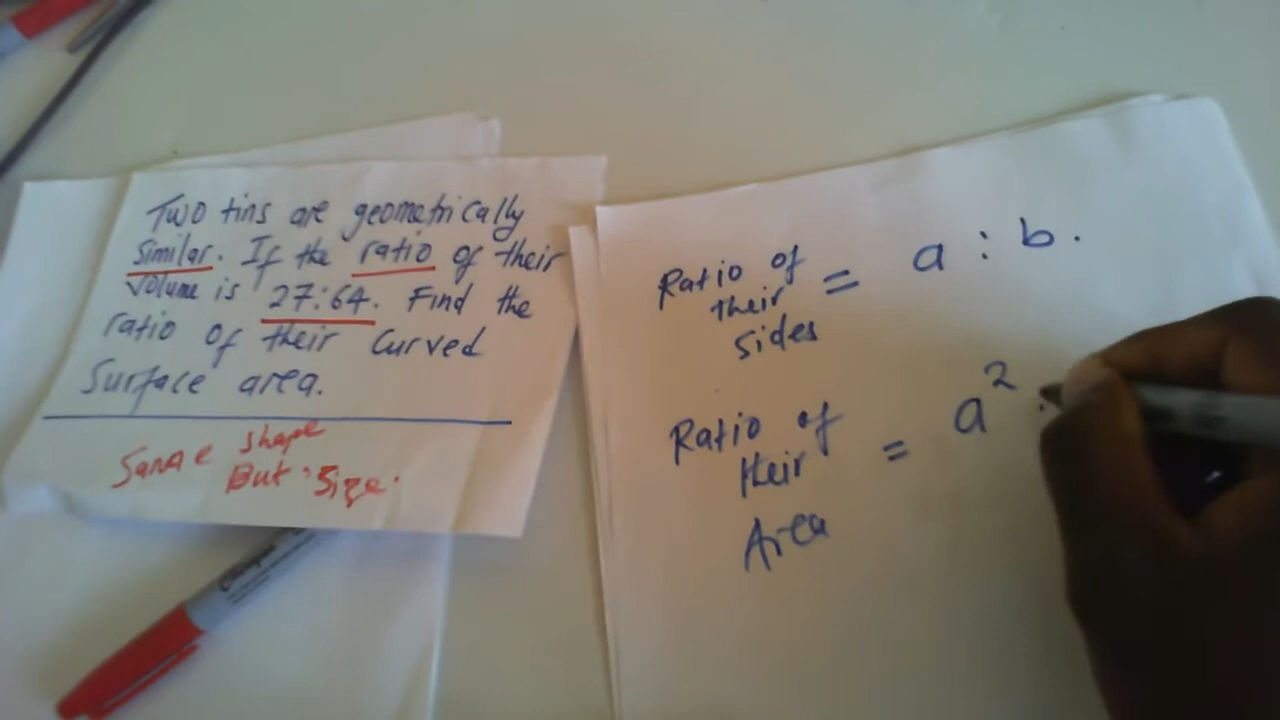 Two tins are geometrically
similar. If the ratio of their
volume is 27:64. Find the
ratio of their curved
surface area.
Same shape
But Size.
Ratio of
their
sides
= a : b.
Ratio of
their
Area
= a²